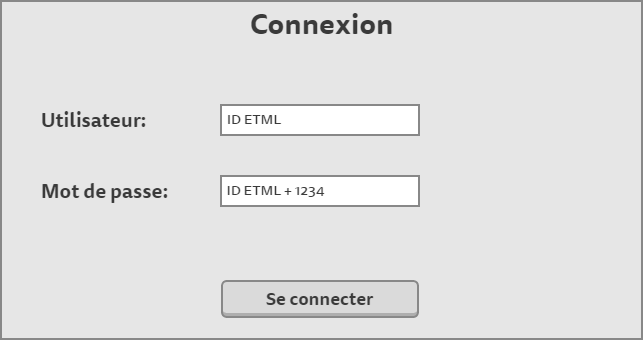 Connexion
Utilisateur: ID ETML
Mot de passe: ID ETML + 1234
Se connecter